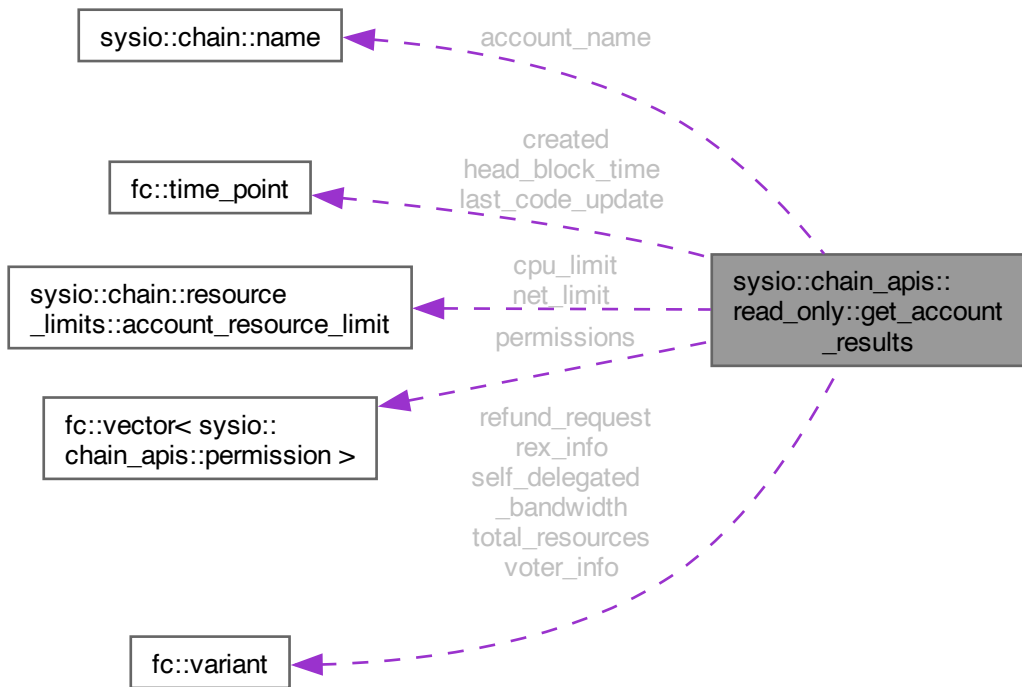 sysio::chain::name
account_name
created
head_block_time
last_code_update
fc::time_point
cpu_limit
net_limit
sysio::chain::resource
_limits::account_resource_limit
sysio::chain_apis::
read_only::get_account
_results
permissions
fc::vector< sysio::
chain_apis::permission >
refund_request
rex_info
self_delegated
_bandwidth
total_resources
voter_info
fc::variant